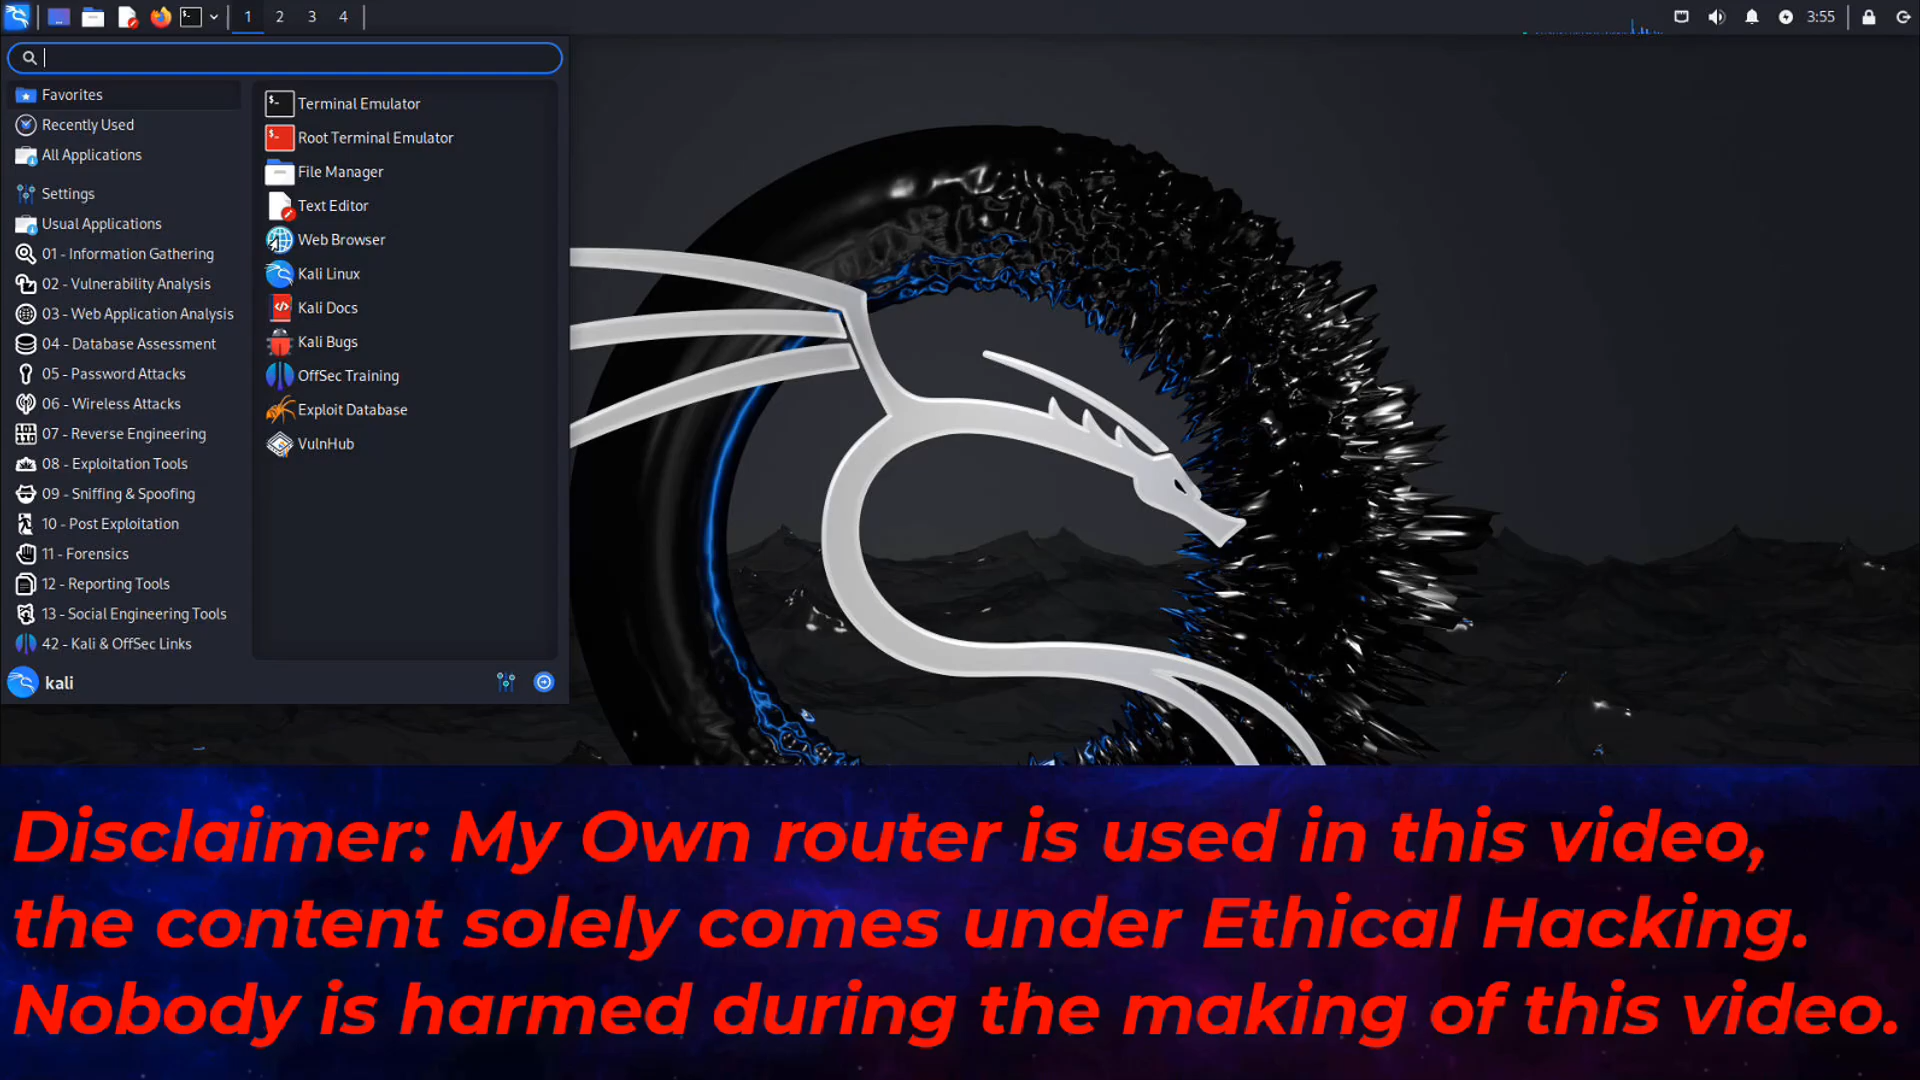 1 2 3 4
3:55
Favorites
Recently Used
All Applications
Settings
Usual Applications
01 - Information Gathering
02 - Vulnerability Analysis
03 - Web Application Analysis
04 - Database Assessment
05 - Password Attacks
06 - Wireless Attacks
07 - Reverse Engineering
08 - Exploitation Tools
09 - Sniffing & Spoofing
10 - Post Exploitation
11 - Forensics
12 - Reporting Tools
13 - Social Engineering Tools
42 - Kali & OffSec Links
Terminal Emulator
Root Terminal Emulator
File Manager
Text Editor
Web Browser
Kali Linux
Kali Docs
Kali Bugs
OffSec Training
Exploit Database
VulnHub
kali
Disclaimer: My Own router is used in this video,
the content solely comes under Ethical Hacking.
Nobody is harmed during the making of this video.